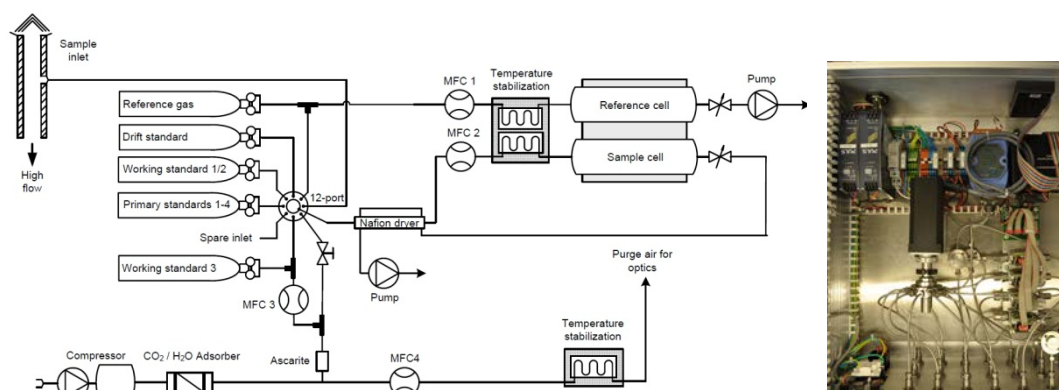 Sample
inlet
High
flow
Reference gas
Drift standard
Working standard 1/2
Primary standards 1-4
Spare inlet
Working standard 3
12-port
MFC 1
MFC 2
Temperature
stabilization
Reference cell
Sample cell
Pump
Nafion dryer
Pump
MFC 3
Ascarite
Compressor
CO₂ / H₂O Adsorber
MFC4
Temperature
stabilization
Purge air for
optics